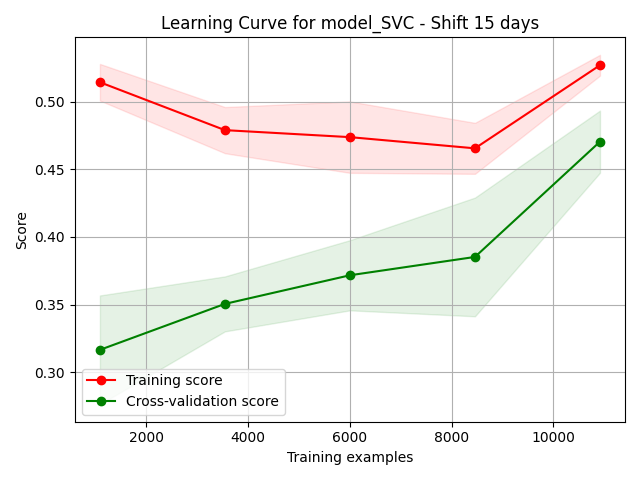 Learning Curve for model_SVC - Shift 15 days
Score
0.50
0.45
0.40
0.35
0.30
Training score
Cross-validation score
2000 4000 6000 8000 10000
Training examples